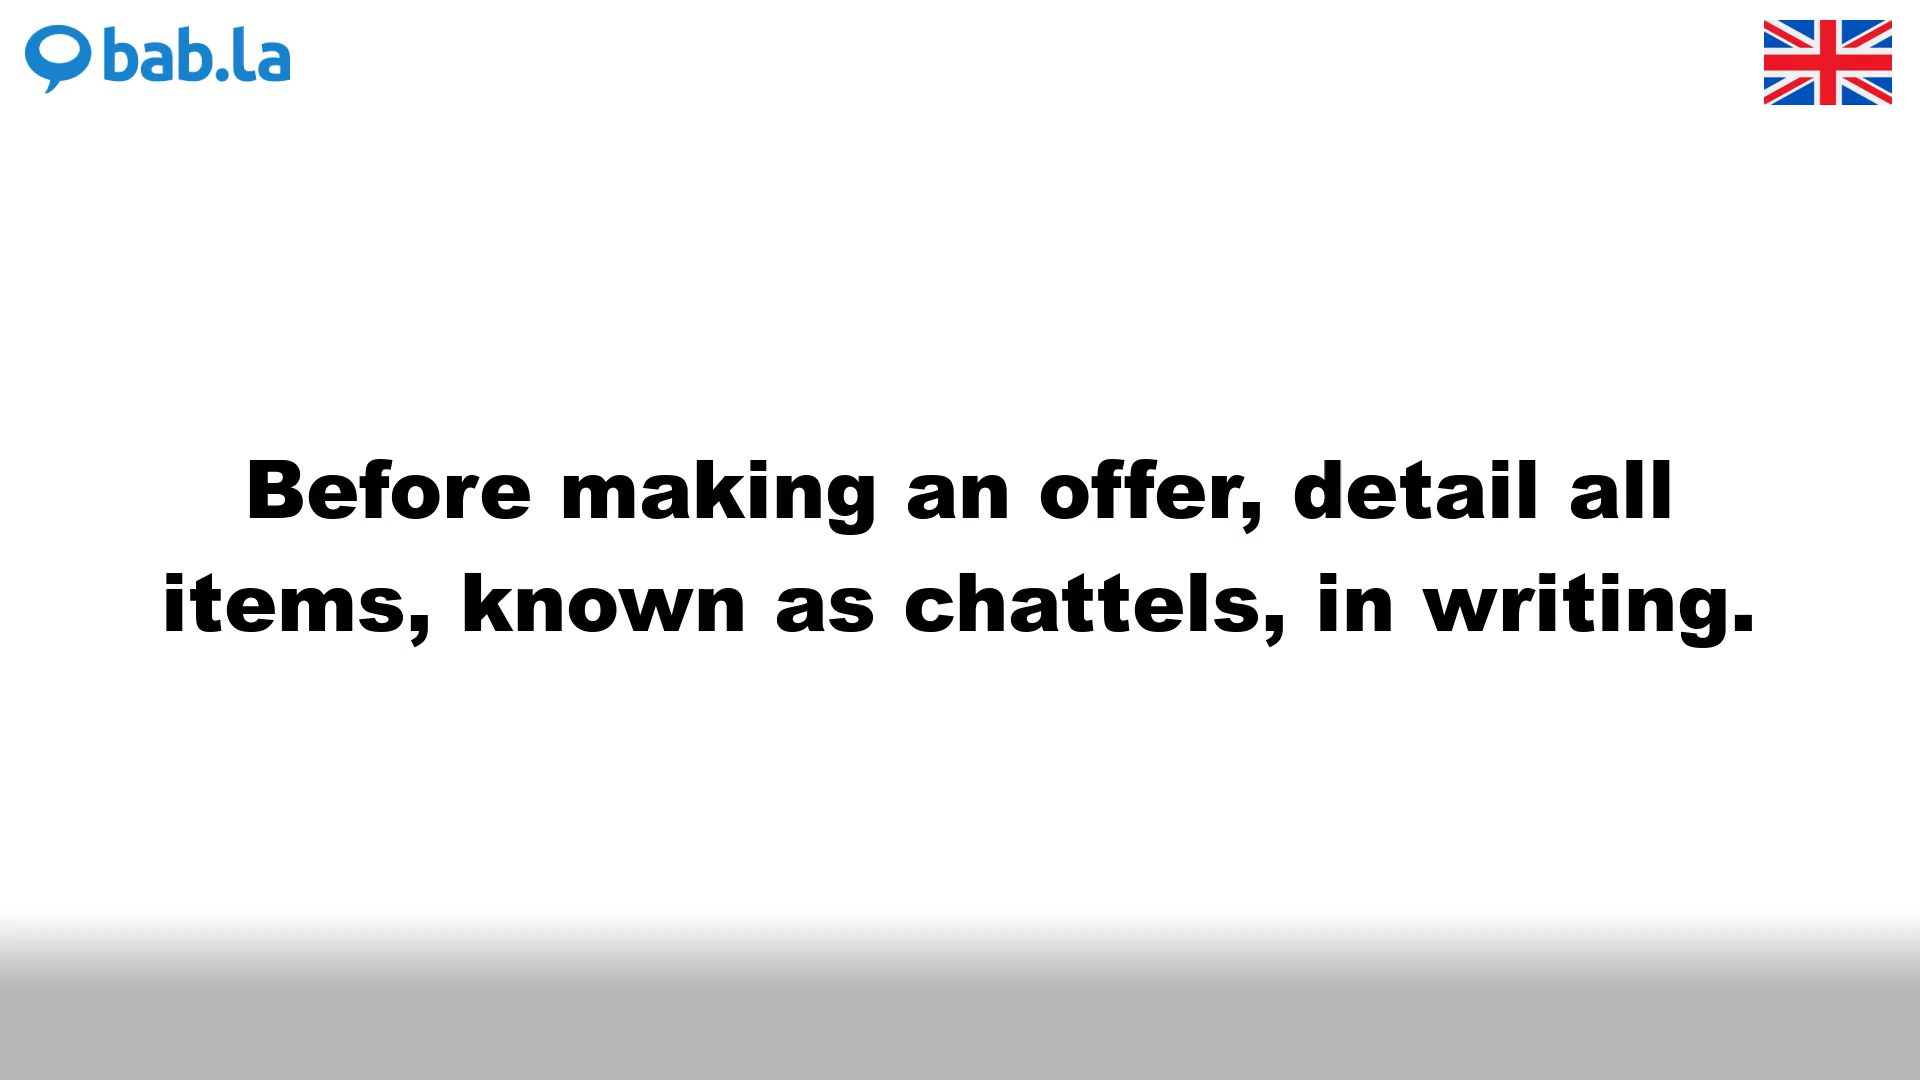 bab.la
Before making an offer, detail all
items, known as chattels, in writing.